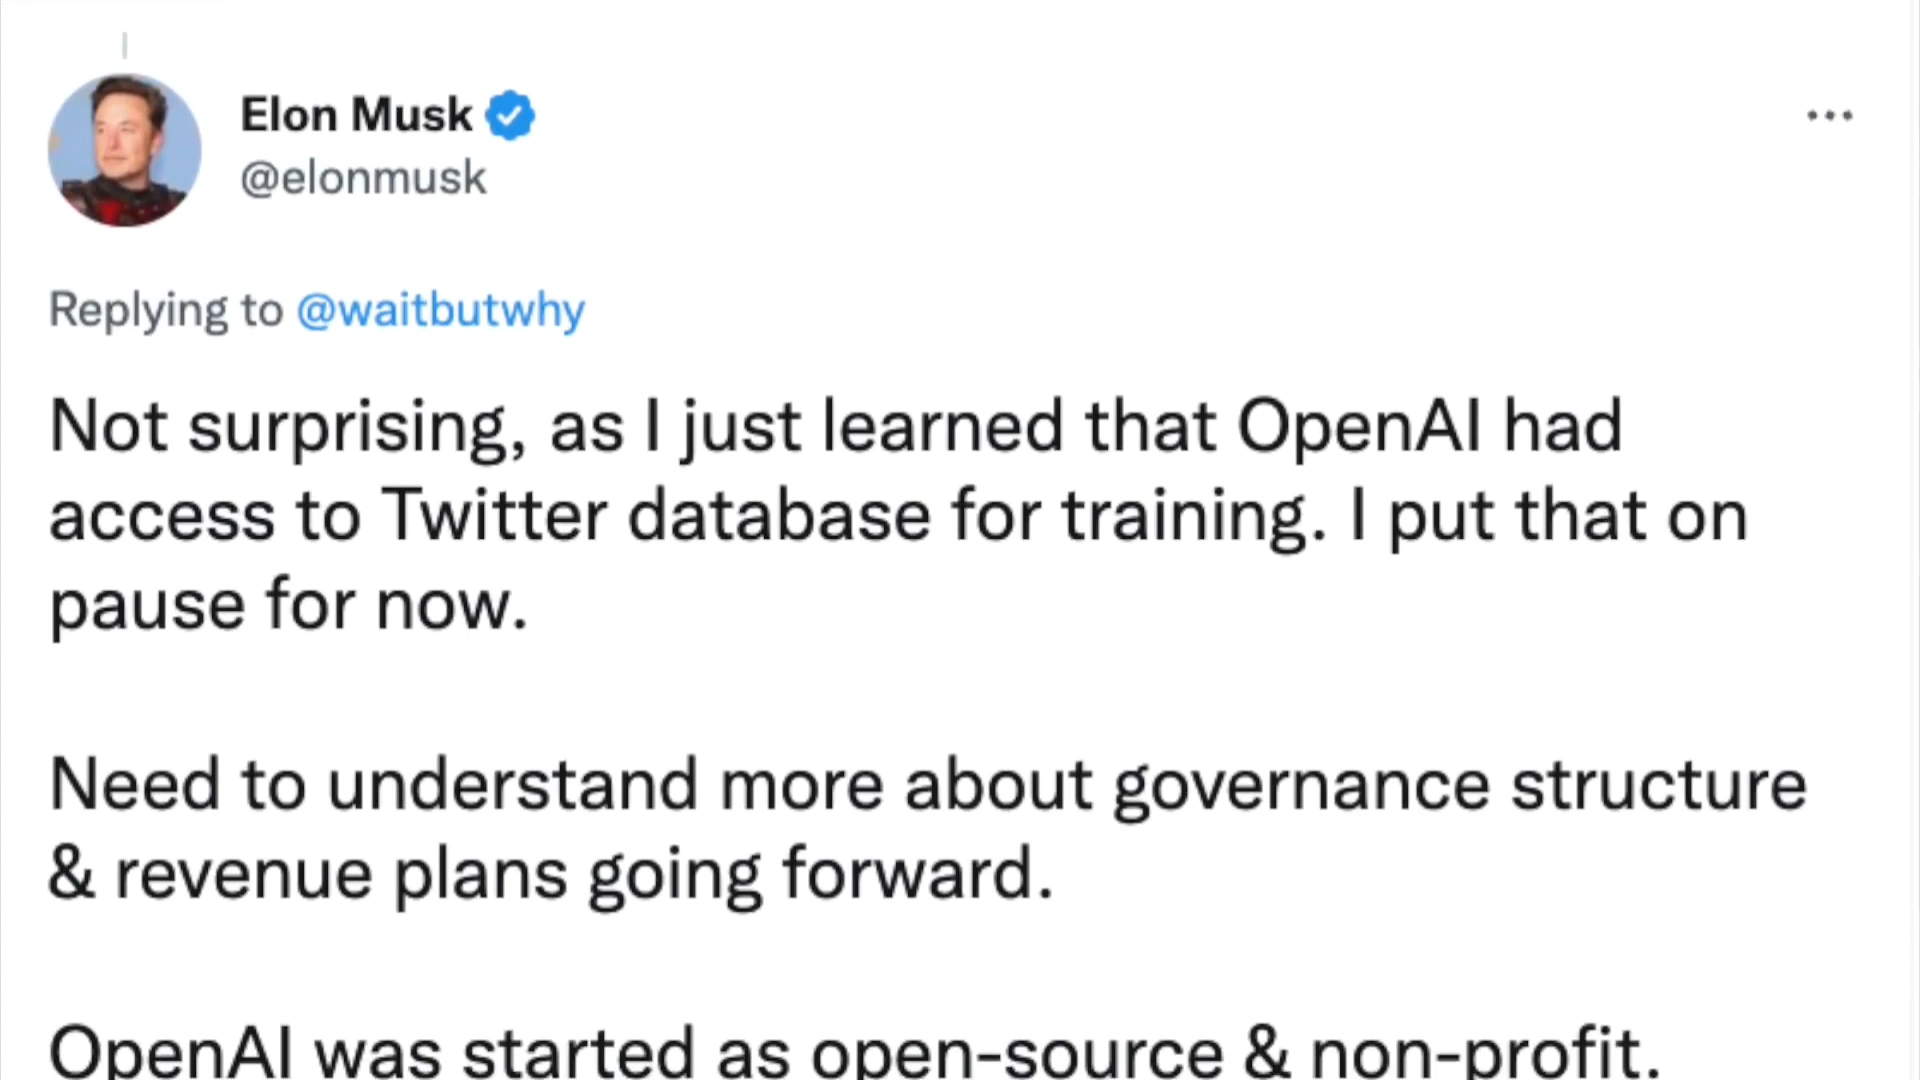 Elon Musk
@elonmusk
Replying to @waitbutwhy
Not surprising, as I just learned that OpenAI had
access to Twitter database for training. I put that on
pause for now.
Need to understand more about governance structure
& revenue plans going forward.
OpenAI was started as open-source & non-profit.